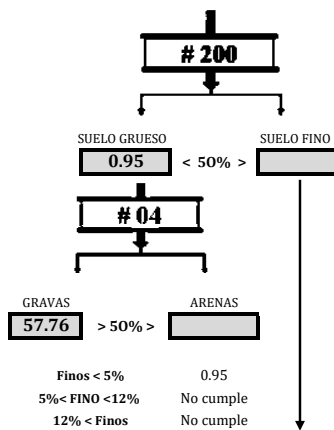 # 200
SUELO GRUESO SUELO FINO
0.95 < 50% >
# 04
GRAVAS ARENAS
57.76 > 50% >
Finos < 5% 0.95
5%< FINO <12% No cumple
12% < Finos No cumple